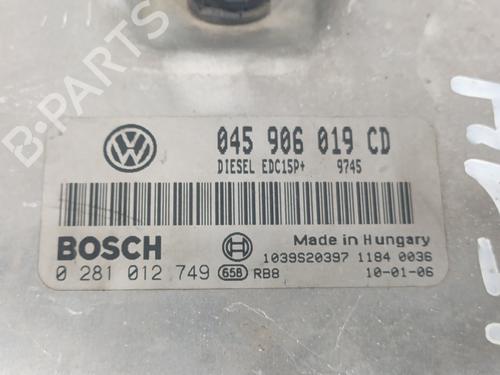 045 906 019 CD
DIESEL EDC15P+ 9745
BOSCH
Made in Hungary
1039S20397 1184 0036
0 281 012 749 658 RB8 10-01-06
B-PARTS